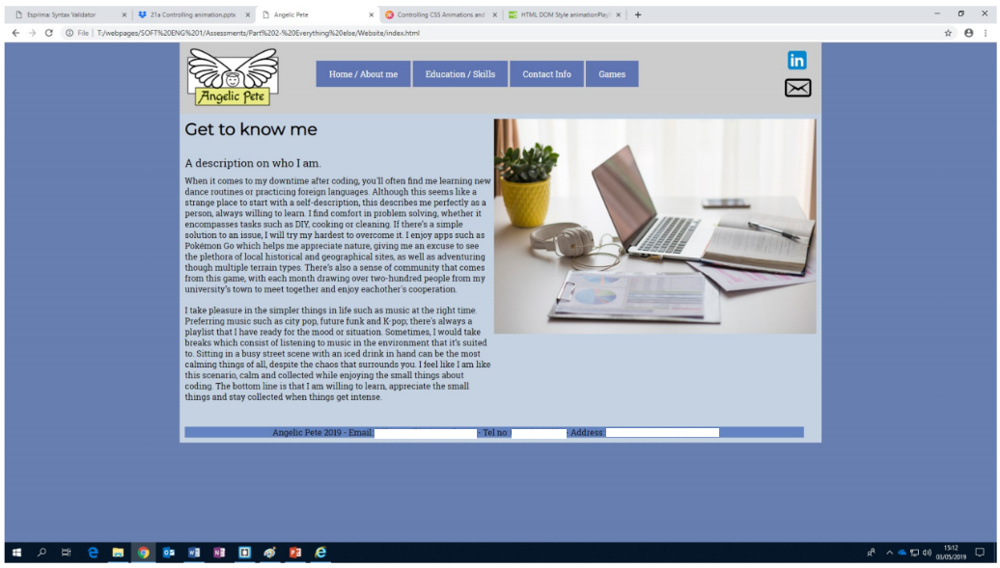 Esprima: Syntax Validator
21a Controlling animation.pptx
Angelic Pete
Controlling CSS Animations and
HTML DOM Style animationPlayS
File | T:/webpages/SOFT%20ENG%201/Assessments/Part%202-%20Everything%20else/Website/index.html
Angelic Pete
Home / About me
Education / Skills
Contact Info
Games
in
Get to know me
A description on who I am.
When it comes to my downtime after coding, you'll often find me learning new
dance routines or practicing foreign languages. Although this seems like a
strange place to start with a self-description, this describes me perfectly as a
person, always willing to learn. I find comfort in problem solving, whether it
encompasses tasks such as DIY, cooking or cleaning. If there's a simple
solution to an issue, I will try my hardest to overcome it. I enjoy apps such as
Pokémon Go which helps me appreciate nature, giving me an excuse to see
the plethora of local historical and geographical sites, as well as adventuring
though multiple terrain types. There's also a sense of community that comes
from this game, with each month drawing over two-hundred people from my
university's town to meet together and enjoy eachother's cooperation.
I take pleasure in the simpler things in life such as music at the right time.
Preferring music such as city pop, future funk and K-pop; there's always a
playlist that I have ready for the mood or situation. Sometimes, I would take
breaks which consist of listening to music in the environment that it's suited
to. Sitting in a busy street scene with an iced drink in hand can be the most
calming things of all, despite the chaos that surrounds you. I feel like I am like
this scenario, calm and collected while enjoying the small things about
coding. The bottom line is that I am willing to learn, appreciate the small
things and stay collected when things get intense.
Angelic Pete 2019 - Email: - Tel no: - Address:
15:12
03/05/2019